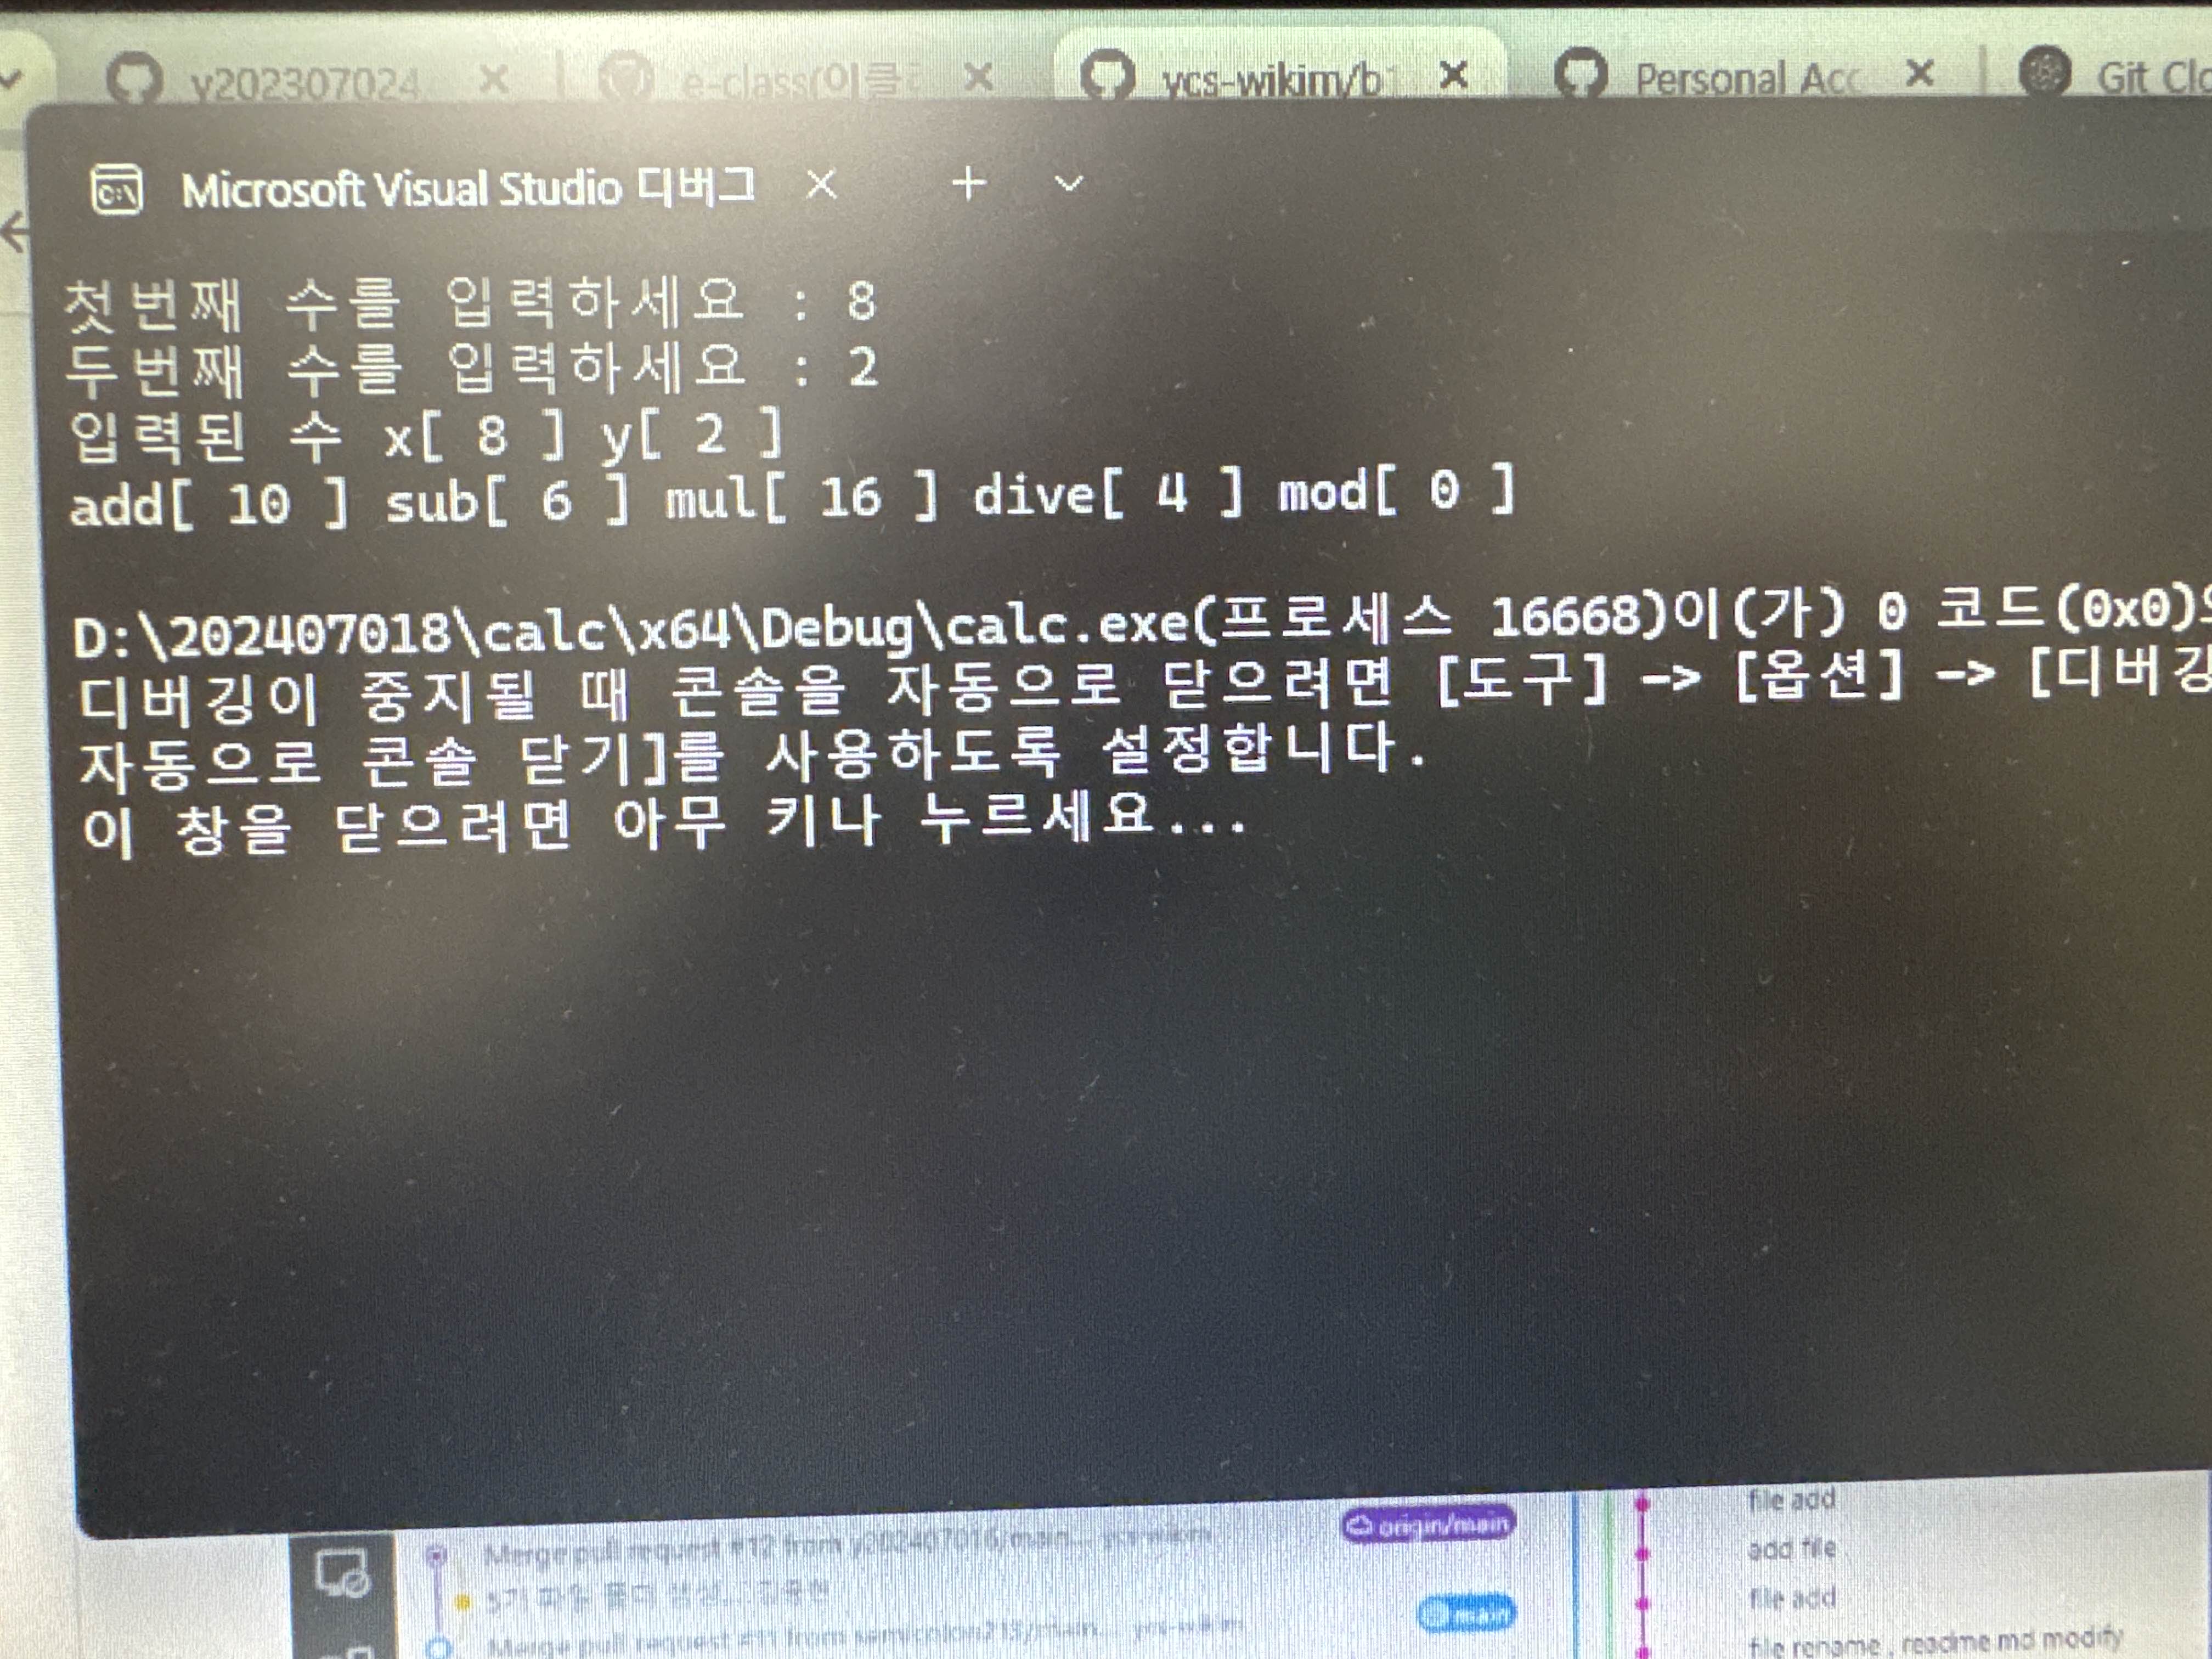 y202307024
e-class(이클
ycs-wikim/b
Personal Acc
Git Clo
Microsoft Visual Studio 디버그
첫번째 수를 입력하세요 : 8
두번째 수를 입력하세요 : 2
입력된 수 x[ 8 ] y[ 2 ]
add[ 10 ] sub[ 6 ] mul[ 16 ] dive[ 4 ] mod[ 0 ]
D:\202407018\calc\x64\Debug\calc.exe(프로세스 16668)이(가) 0 코드(0x0)
디버깅이 중지될 때 콘솔을 자동으로 닫으려면 [도구] -> [옵션] -> [디버깅
자동으로 콘솔 닫기]를 사용하도록 설정합니다.
이 창을 닫으려면 아무 키나 누르세요...
file add
Merge pull request #12 from y202407016/main... ycs-wikim
origin/main
add file
main
file add
Merge pull request #11 from semicolon213/main... ycs-wikim
file rename, readme md modify